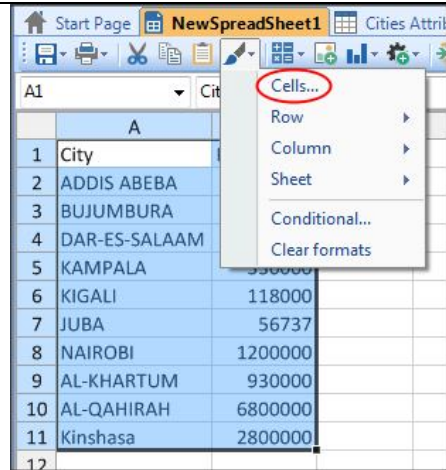 Start Page NewSpreadSheet1 Cities Attrib
A1 Cit
Cells...
Row
Column
Sheet
Conditional...
Clear formats
A
1 City
2 ADDIS ABEBA
3 BUJUMBURA
4 DAR-ES-SALAAM
5 KAMPALA
6 KIGALI 118000
7 JUBA 56737
8 NAIROBI 1200000
9 AL-KHARTUM 930000
10 AL-QAHIRAH 6800000
11 Kinshasa 2800000
12